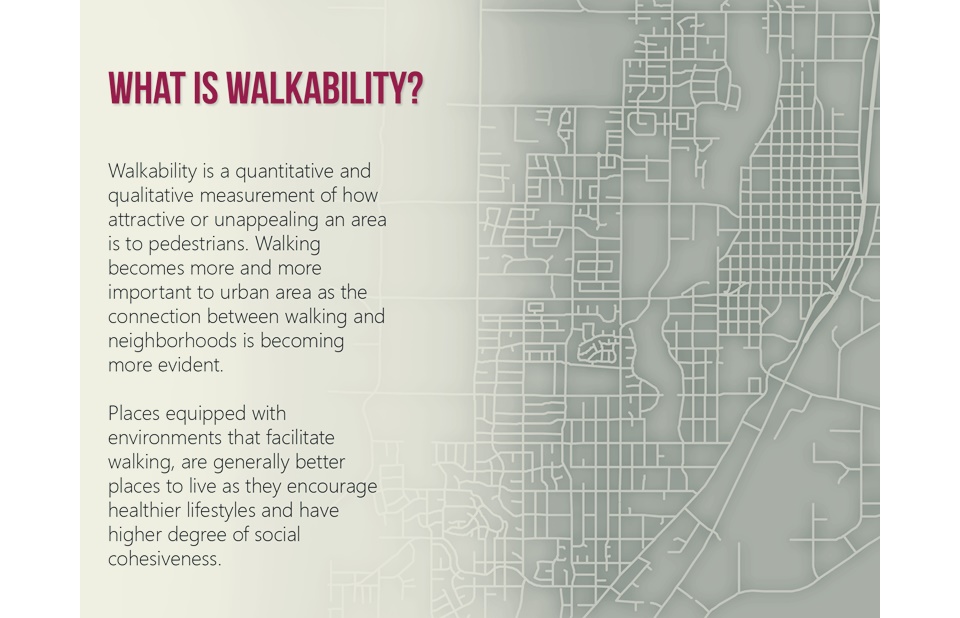 WHAT IS WALKABILITY?
Walkability is a quantitative and
qualitative measurement of how
attractive or unappealing an area
is to pedestrians. Walking
becomes more and more
important to urban area as the
connection between walking and
neighborhoods is becoming
more evident.
Places equipped with
environments that facilitate
walking, are generally better
places to live as they encourage
healthier lifestyles and have
higher degree of social
cohesiveness.